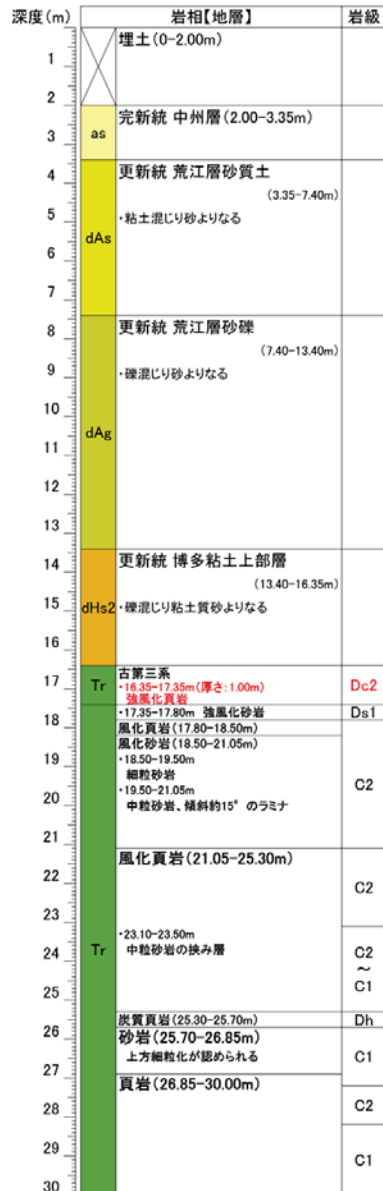 深度(m) 岩相【地層】 岩級
埋土(0-2.00m)
1
2
as 完新統 中州層(2.00-3.35m)
3
更新統 荒江層砂質土
4
(3.35-7.40m)
5 ・粘土混じり砂よりなる
dAs
6
7
更新統 荒江層砂礫
8
(7.40-13.40m)
9 ・礫混じり砂よりなる
10
dAg
11
12
13
更新統 博多粘土上部層
14
(13.40-16.35m)
15 dHs2 ・礫混じり粘土質砂よりなる
16
古第三系
17 Tr ・16.35-17.35m(厚さ:1.00m) Dc2
強風化頁岩
・17.35-17.80m 強風化砂岩 Ds1
18 風化頁岩(17.80-18.50m)
風化砂岩(18.50-21.05m)
19 ・18.50-19.50m
細粒砂岩
C2
20 ・19.50-21.05m
中粒砂岩、傾斜約15° のラミナ
21
風化頁岩(21.05-25.30m)
22 C2
23
・23.10-23.50m
24 Tr 中粒砂岩の挟み層 C2
～
25 C1
炭質頁岩(25.30-25.70m) Dh
26 砂岩(25.70-26.85m)
上方細粒化が認められる C1
27 頁岩(26.85-30.00m)
28 C2
29 C1
30